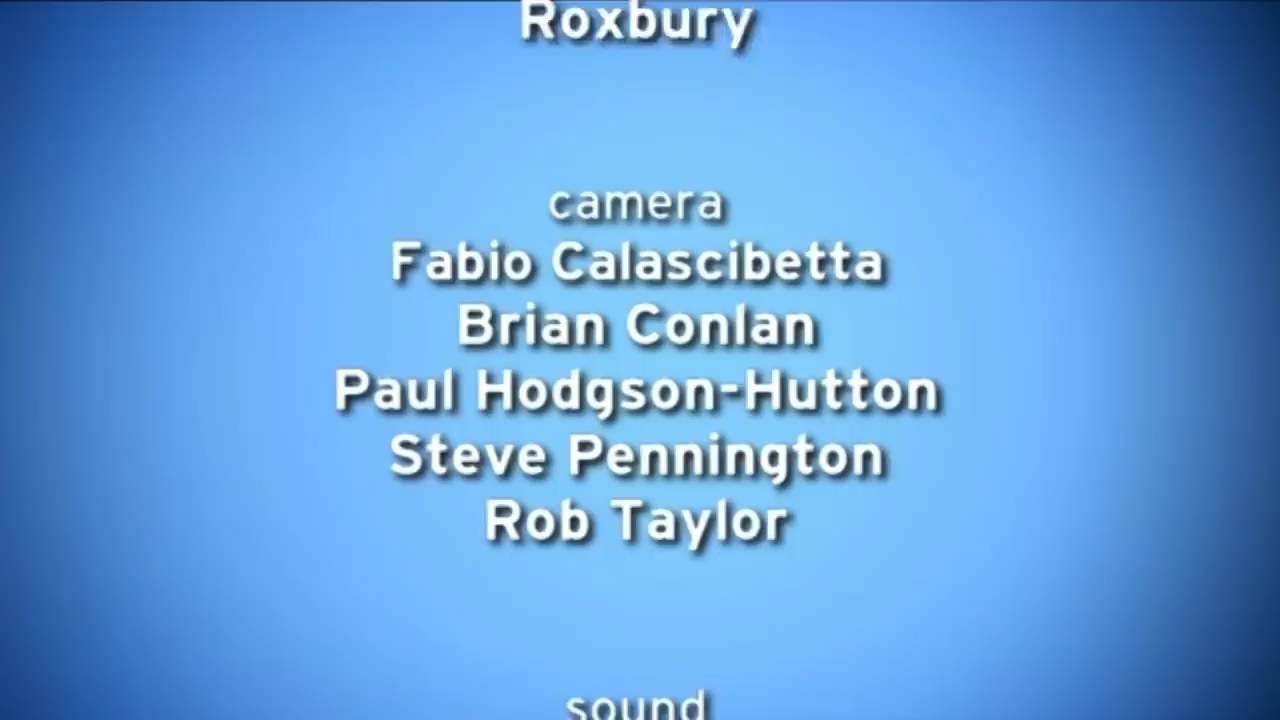 Roxbury
camera
Fabio Calascibetta
Brian Conlan
Paul Hodgson-Hutton
Steve Pennington
Rob Taylor
sound